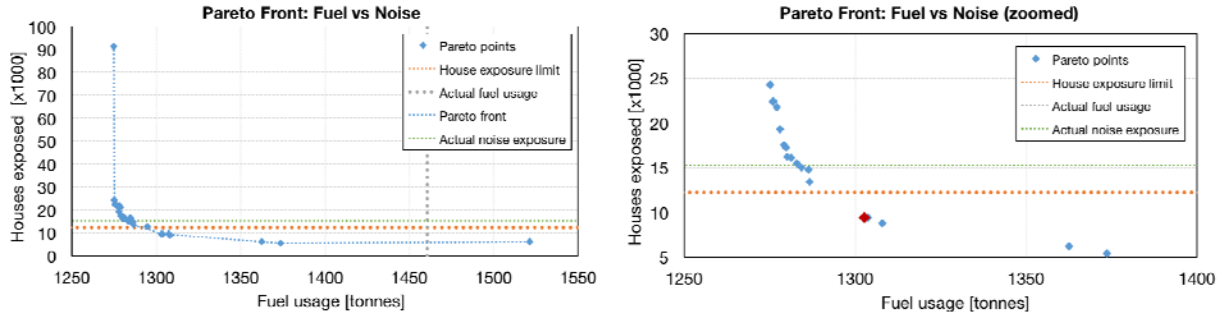 Pareto Front: Fuel vs Noise
100
90
80
70
60
50
40
30
20
10
0
Houses exposed [x1000]
1250
1300
1350
1400
1450
1500
1550
Fuel usage [tonnes]
Pareto points
House exposure limit
Actual fuel usage
Pareto front
Actual noise exposure
Pareto Front: Fuel vs Noise (zoomed)
30
25
20
15
10
5
Houses exposed [x1000]
1250
1300
1350
1400
Fuel usage [tonnes]
Pareto points
House exposure limit
Actual fuel usage
Actual noise exposure